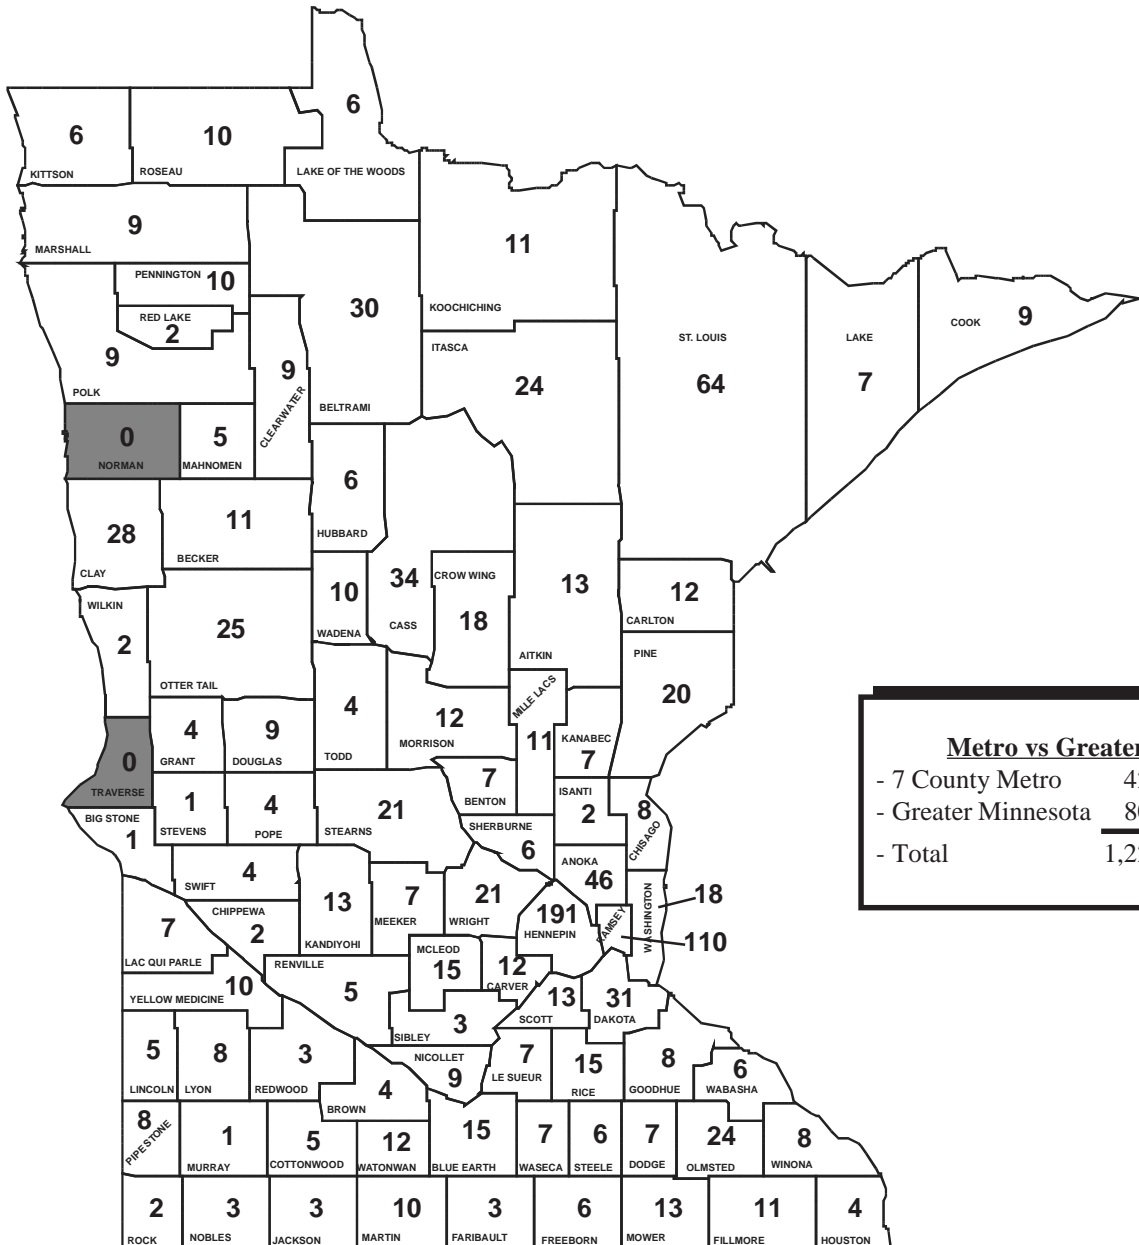 6
LAKE OF THE WOODS
6
KITTSON
10
ROSEAU
9
MARSHALL
11
KOOCHICHING
PENNINGTON 10
RED LAKE
2
30
BELTRAMI
9
POLK
9
CLEARWATER
ITASCA
24
ST. LOUIS
64
LAKE
7
COOK 9
0
NORMAN
5
MAHNOMEN
6
HUBBARD
28
CLAY
11
BECKER
34
CASS
CROW WING
18
13
AITKIN
12
CARLTON
WILKIN
2
25
OTTER TAIL
10
WADENA
PINE
20
4
TODD
12
MORRISON
MILLE LACS
11
KANABEC
7
0
TRAVERSE
4
GRANT
9
DOUGLAS
7
BENTON
ISANTI
2
8
CHISAGO
BIG STONE
1
1
STEVENS
4
POPE
21
STEARNS
SHERBURNE
6
ANOKA
46
4
SWIFT
13
KANDIYOHI
7
MEEKER
21
WRIGHT
191
HENNEPIN
RAMSEY
110
WASHINGTON
18
7
LAC QUI PARLE
CHIPPEWA
2
MCLEOD
15
12
CARVER
10
YELLOW MEDICINE
RENVILLE
5
3
SIBLEY
13
SCOTT
31
DAKOTA
5
LINCOLN
8
LYON
3
REDWOOD
4
BROWN
NICOLLET
9
7
LE SUEUR
15
RICE
8
GOODHUE
6
WABASHA
8
PIPESTONE
1
MURRAY
5
COTTONWOOD
12
WATONWAN
15
BLUE EARTH
7
WASECA
6
STEELE
7
DODGE
24
OLMSTED
8
WINONA
2
ROCK
3
NOBLES
3
JACKSON
10
MARTIN
3
FARIBAULT
6
FREEBORN
13
MOWER
11
FILLMORE
4
HOUSTON
Metro vs Greater
- 7 County Metro
- Greater Minnesota
- Total